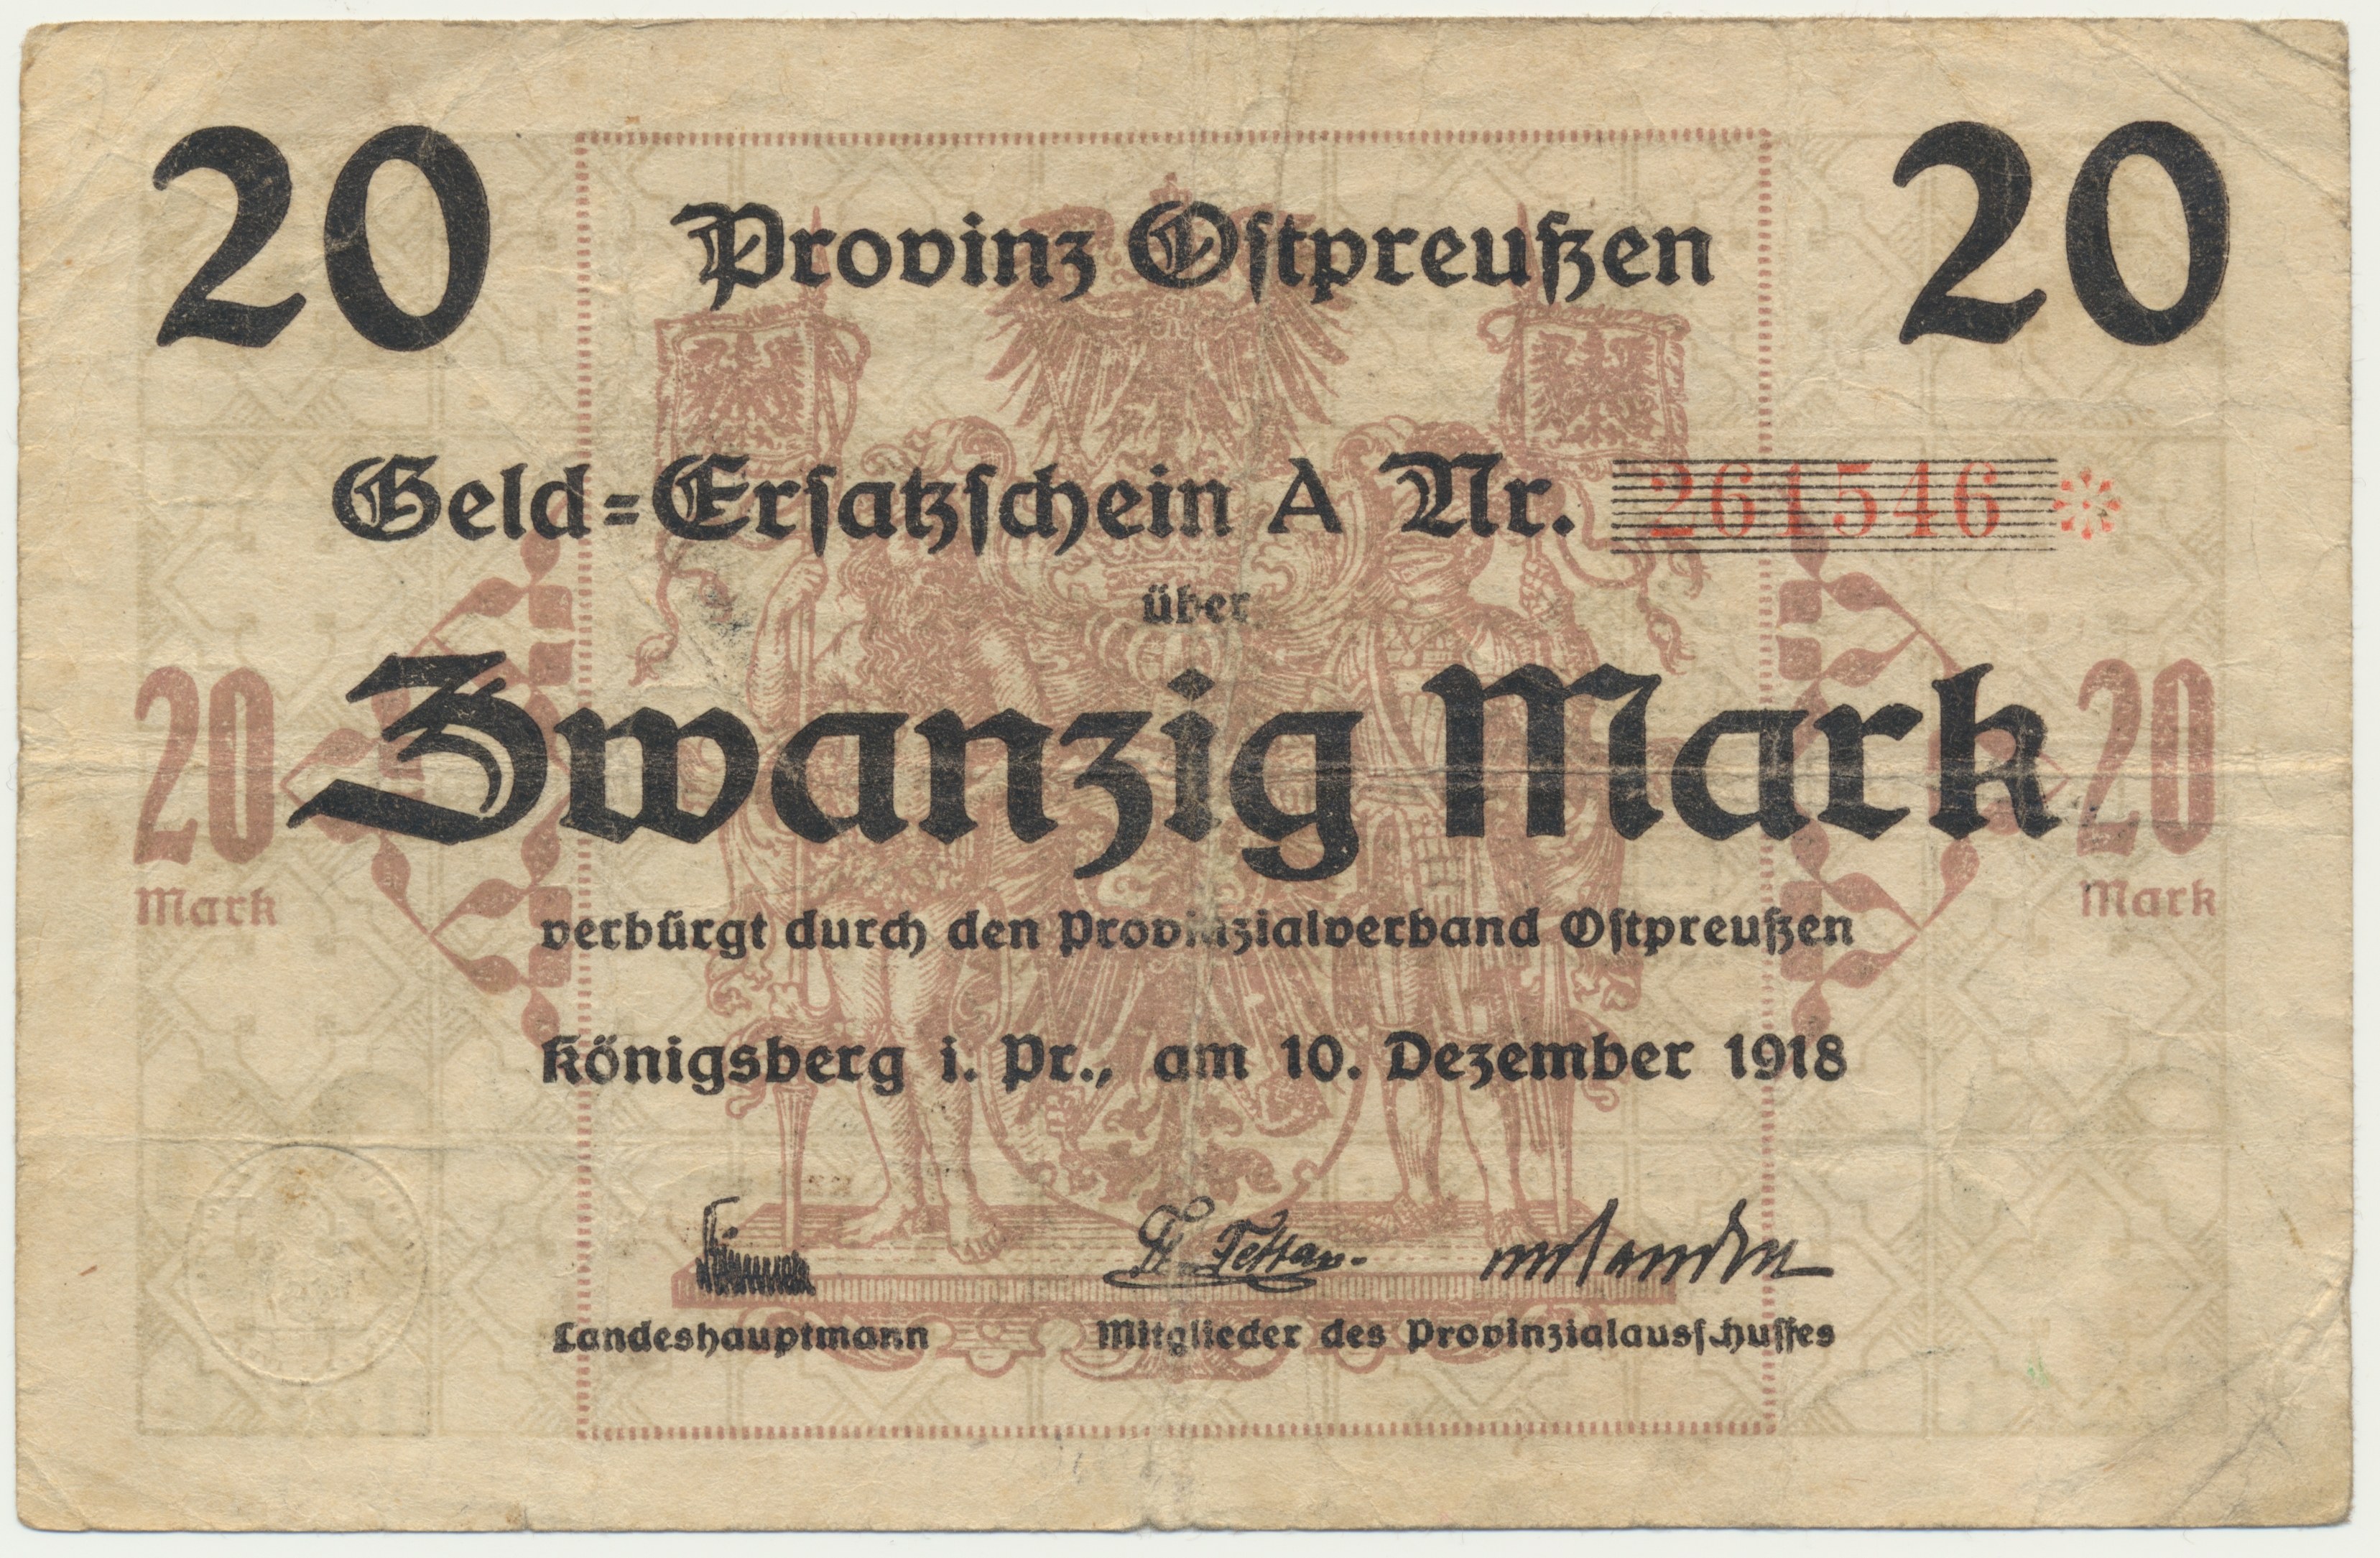 20 20
Provinz Ostpreußen
Geld-Ersatzschein A Nr. 261546
über
Zwanzig Mark
20 20
Mark Mark
verbürgt durch den Provinzialverband Ostpreußen
Königsberg i. Pr., am 10. Dezember 1918
Landeshauptmann Mitglieder des Provinzialausschusses